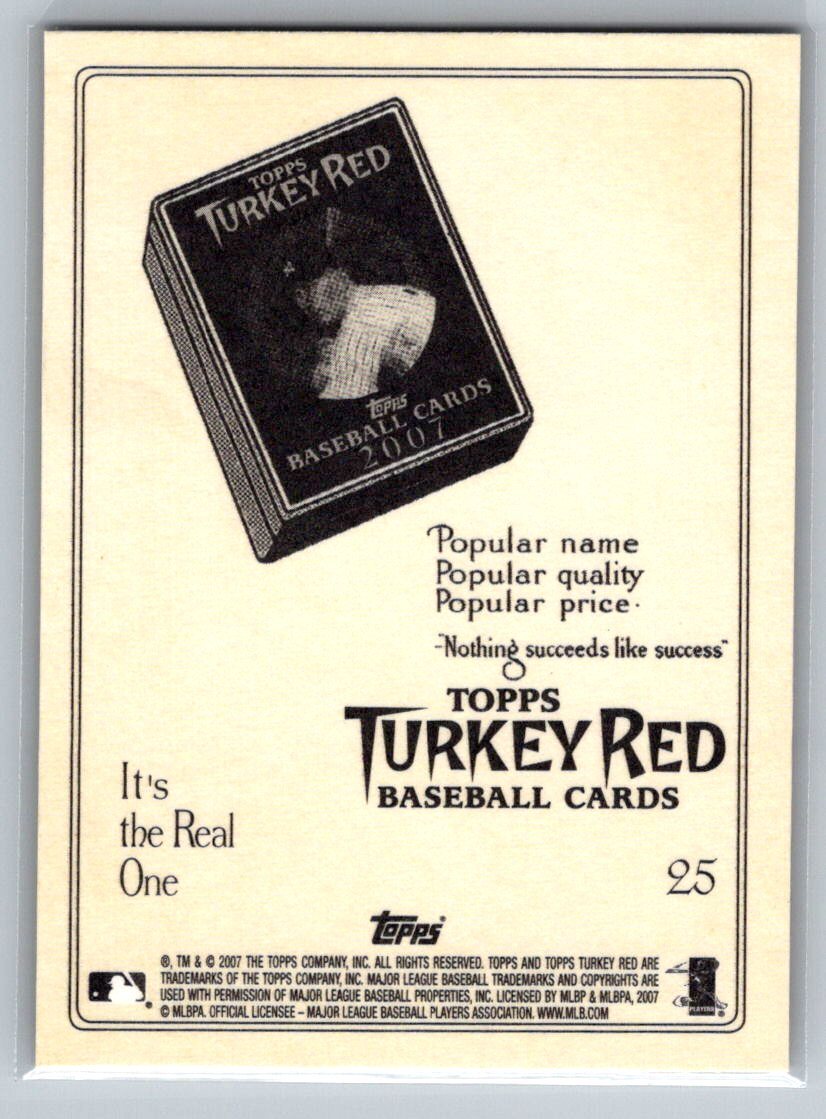 TOPPS
TURKEY RED
TOPPS
BASEBALL CARDS
2007
Popular name
Popular quality
Popular price.
-"Nothing succeeds like success"
TOPPS
TURKEY RED
BASEBALL CARDS
It's
the Real
One
25
TOPPS
®, TM & © 2007 THE TOPPS COMPANY, INC. ALL RIGHTS RESERVED. TOPPS AND TOPPS TURKEY RED ARE
TRADEMARKS OF THE TOPPS COMPANY, INC. MAJOR LEAGUE BASEBALL TRADEMARKS AND COPYRIGHTS ARE
USED WITH PERMISSION OF MAJOR LEAGUE BASEBALL PROPERTIES, INC. LICENSED BY MLBP & MLBPA, 2007
© MLBPA. OFFICIAL LICENSEE – MAJOR LEAGUE BASEBALL PLAYERS ASSOCIATION. WWW.MLB.COM
PLAYERS